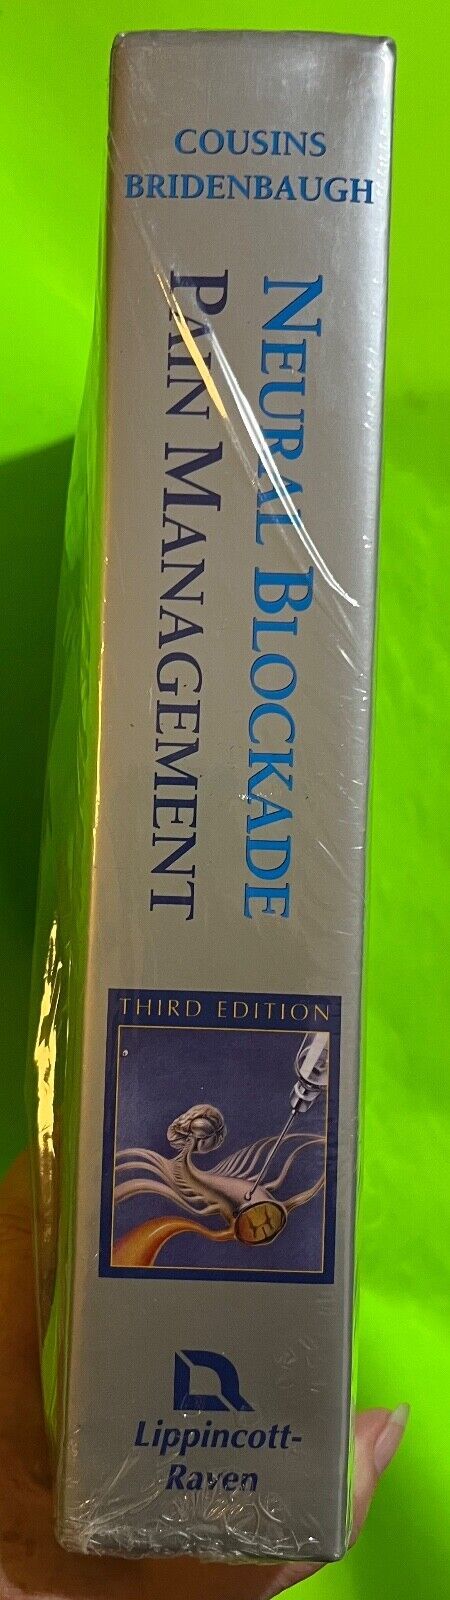 COUSINS
BRIDENBAUGH
NEURAL BLOCKADE
PAIN MANAGEMENT
THIRD EDITION
Lippincott-
Raven